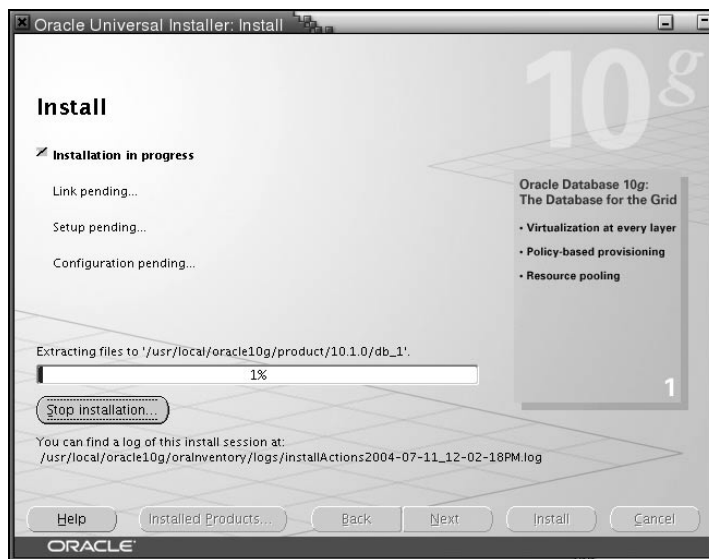 Oracle Universal Installer: Install
10g
Install
Installation in progress
Link pending...
Setup pending...
Configuration pending...
Oracle Database 10g:
The Database for the Grid
• Virtualization at every layer
• Policy-based provisioning
• Resource pooling
1
Extracting files to '/usr/local/oracle10g/product/10.1.0/db_1'.
1%
Stop installation...
You can find a log of this install session at:
/usr/local/oracle10g/oraInventory/logs/installActions2004-07-11_12-02-18PM.log
Help Installed Products... Back Next Install Cancel
ORACLE